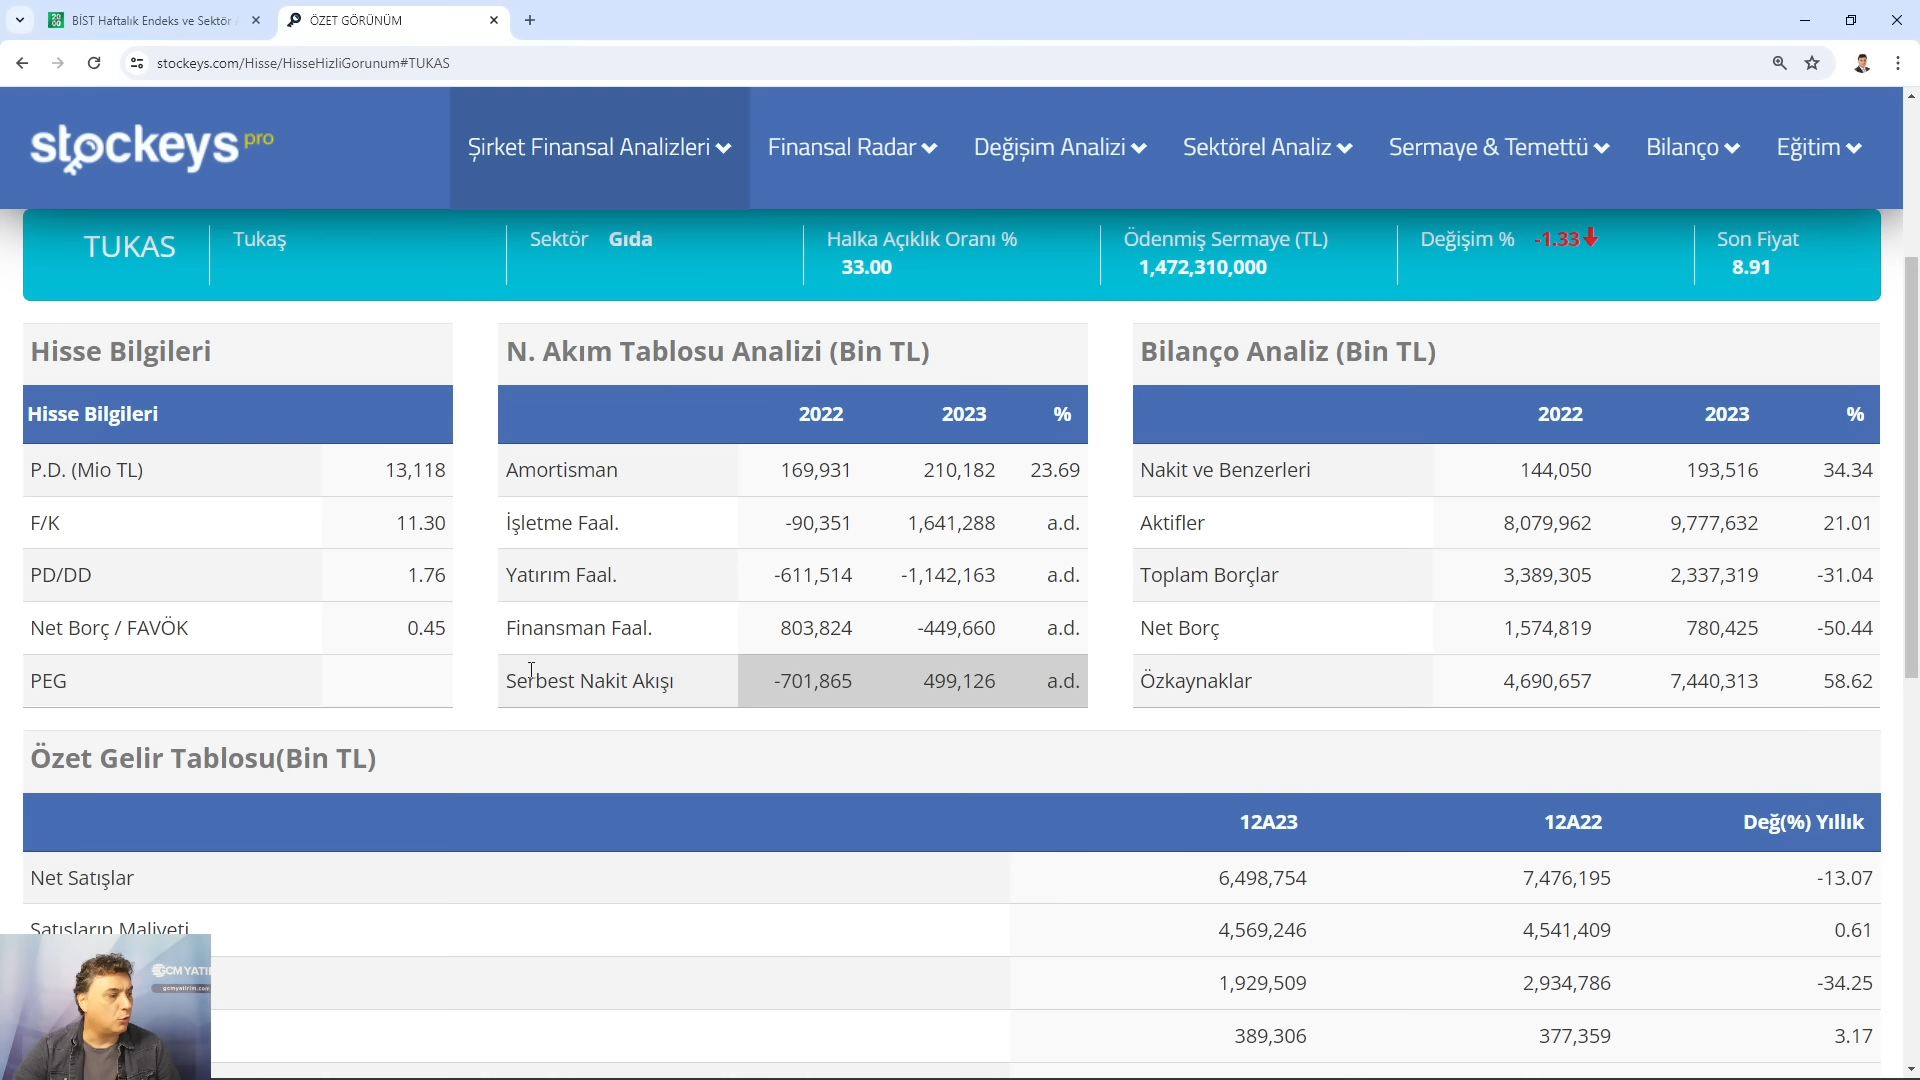 BİST Haftalık Endeks ve Sektör
ÖZET GÖRÜNÜM
stockeys.com/Hisse/HisseHizliGorunum#TUKAS
stockeys pro
Şirket Finansal Analizleri
Finansal Radar
Değişim Analizi
Sektörel Analiz
Sermaye & Temettü
Bilanço
Eğitim
TUKAS
Tukaş
Sektör Gıda
Halka Açıklık Oranı %
33.00
Ödenmiş Sermaye (TL)
1,472,310,000
Değişim % -1.33
Son Fiyat
8.91
Hisse Bilgileri
Hisse Bilgileri
P.D. (Mio TL) 13,118
F/K 11.30
PD/DD 1.76
Net Borç / FAVÖK 0.45
PEG
N. Akım Tablosu Analizi (Bin TL)
2022 2023 %
Amortisman 169,931 210,182 23.69
İşletme Faal. -90,351 1,641,288 a.d.
Yatırım Faal. -611,514 -1,142,163 a.d.
Finansman Faal. 803,824 -449,660 a.d.
Serbest Nakit Akışı -701,865 499,126 a.d.
Bilanço Analiz (Bin TL)
2022 2023 %
Nakit ve Benzerleri 144,050 193,516 34.34
Aktifler 8,079,962 9,777,632 21.01
Toplam Borçlar 3,389,305 2,337,319 -31.04
Net Borç 1,574,819 780,425 -50.44
Özkaynaklar 4,690,657 7,440,313 58.62
Özet Gelir Tablosu(Bin TL)
12A23 12A22 Değ(%) Yıllık
Net Satışlar 6,498,754 7,476,195 -13.07
Satışların Maliyeti 4,569,246 4,541,409 0.61
1,929,509 2,934,786 -34.25
389,306 377,359 3.17
GCM YATI
gcmyatirim.com